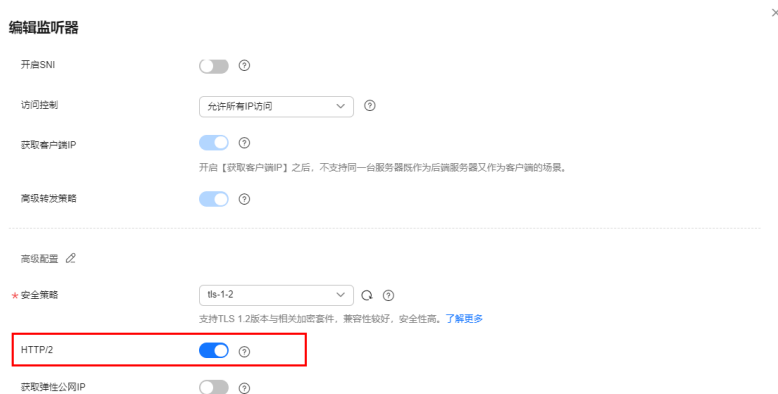 编辑监听器
开启SNI
访问控制 允许所有IP访问
获取客户端IP
开启【获取客户端IP】之后，不支持同一台服务器既作为后端服务器又作为客户端的场景。
高级转发策略
高级配置
* 安全策略 tls-1-2
支持TLS 1.2版本与相关加密套件，兼容性较好，安全性高。了解更多
HTTP/2
获取弹性公网IP